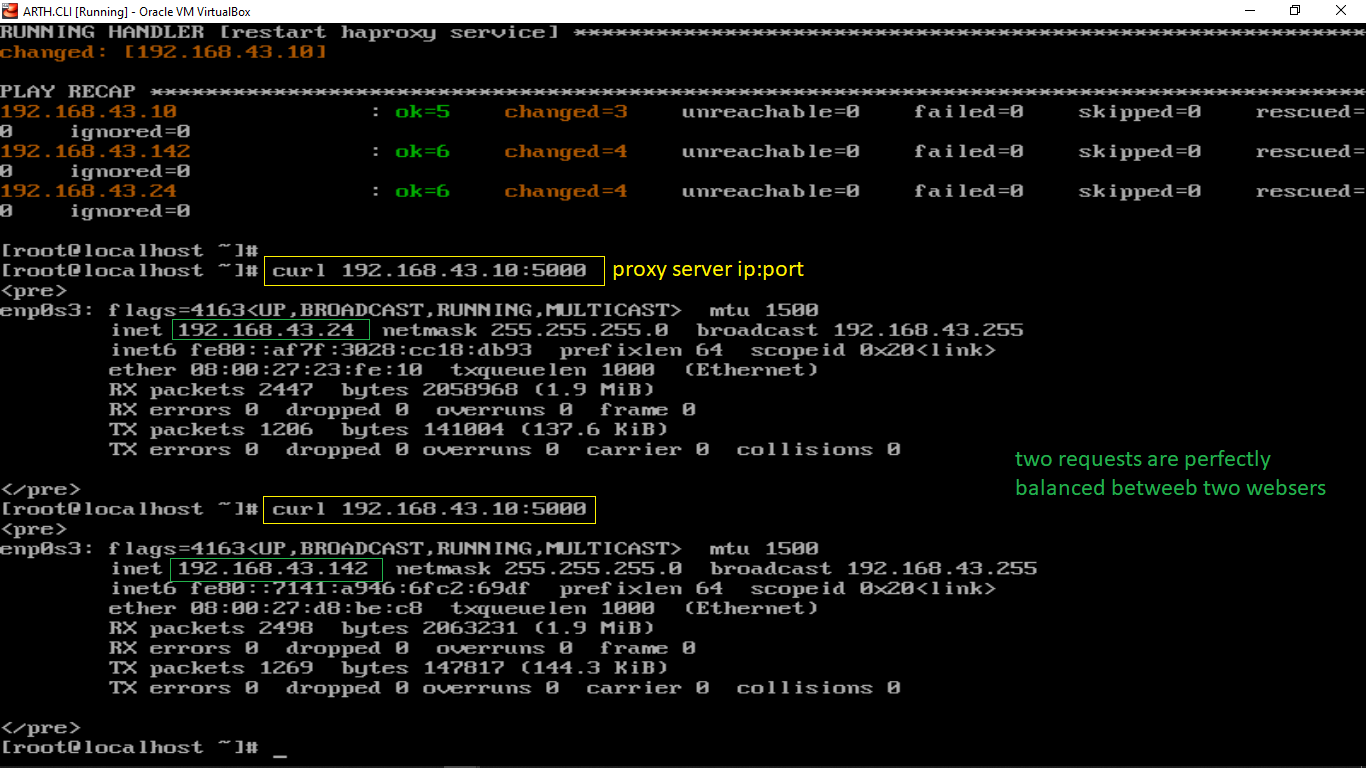 ARTH.CLI [Running] - Oracle VM VirtualBox
RUNNING HANDLER [restart haproxy service] *********************************************************
changed: [192.168.43.10]
PLAY RECAP ****************************************************************************************
192.168.43.10 : ok=5 changed=3 unreachable=0 failed=0 skipped=0 rescued=
0 ignored=0
192.168.43.142 : ok=6 changed=4 unreachable=0 failed=0 skipped=0 rescued=
0 ignored=0
192.168.43.24 : ok=6 changed=4 unreachable=0 failed=0 skipped=0 rescued=
0 ignored=0
[root@localhost ~]#
[root@localhost ~]# curl 192.168.43.10:5000 proxy server ip:port
<pre>
enp0s3: flags=4163<UP,BROADCAST,RUNNING,MULTICAST> mtu 1500
inet 192.168.43.24 netmask 255.255.255.0 broadcast 192.168.43.255
inet6 fe80::af7f:3028:cc18:db93 prefixlen 64 scopeid 0x20<link>
ether 08:00:27:23:fe:10 txqueuelen 1000 (Ethernet)
RX packets 2447 bytes 2058968 (1.9 MiB)
RX errors 0 dropped 0 overruns 0 frame 0
TX packets 1206 bytes 141004 (137.6 KiB)
TX errors 0 dropped 0 overruns 0 carrier 0 collisions 0
two requests are perfectly
balanced betweeb two websers
</pre>
[root@localhost ~]# curl 192.168.43.10:5000
<pre>
enp0s3: flags=4163<UP,BROADCAST,RUNNING,MULTICAST> mtu 1500
inet 192.168.43.142 netmask 255.255.255.0 broadcast 192.168.43.255
inet6 fe80::7141:a946:6fc2:69df prefixlen 64 scopeid 0x20<link>
ether 08:00:27:d8:be:c8 txqueuelen 1000 (Ethernet)
RX packets 2498 bytes 2063231 (1.9 MiB)
RX errors 0 dropped 0 overruns 0 frame 0
TX packets 1269 bytes 147817 (144.3 KiB)
TX errors 0 dropped 0 overruns 0 carrier 0 collisions 0
</pre>
[root@localhost ~]# _